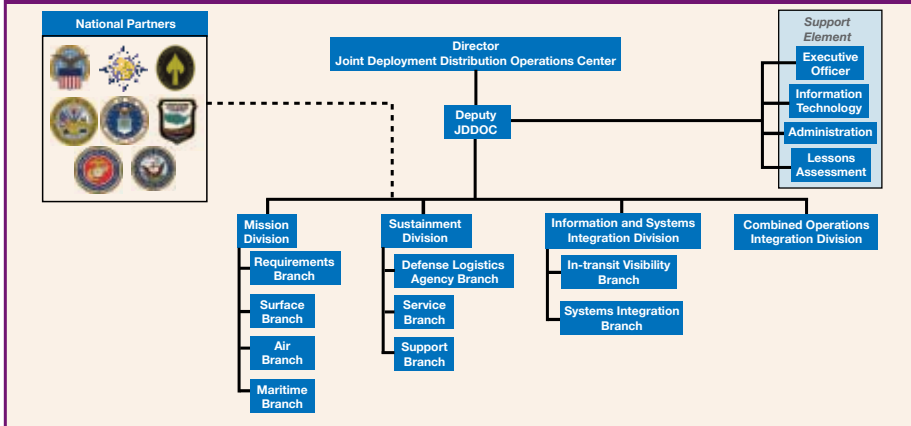 National Partners
Director
Joint Deployment Distribution Operations Center
Deputy
JDDOC
Support
Element
Executive
Officer
Information
Technology
Administration
Lessons
Assessment
Mission
Division
Requirements
Branch
Surface
Branch
Air
Branch
Maritime
Branch
Sustainment
Division
Defense Logistics
Agency Branch
Service
Branch
Support
Branch
Information and Systems
Integration Division
In-transit Visibility
Branch
Systems Integration
Branch
Combined Operations
Integration Division